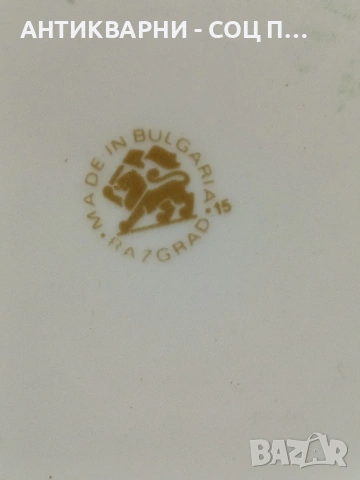 АНТИКВАРНИ - СОЦ П...
MADE IN BULGARIA · 15
· RAZGRAD ·
BAZAR